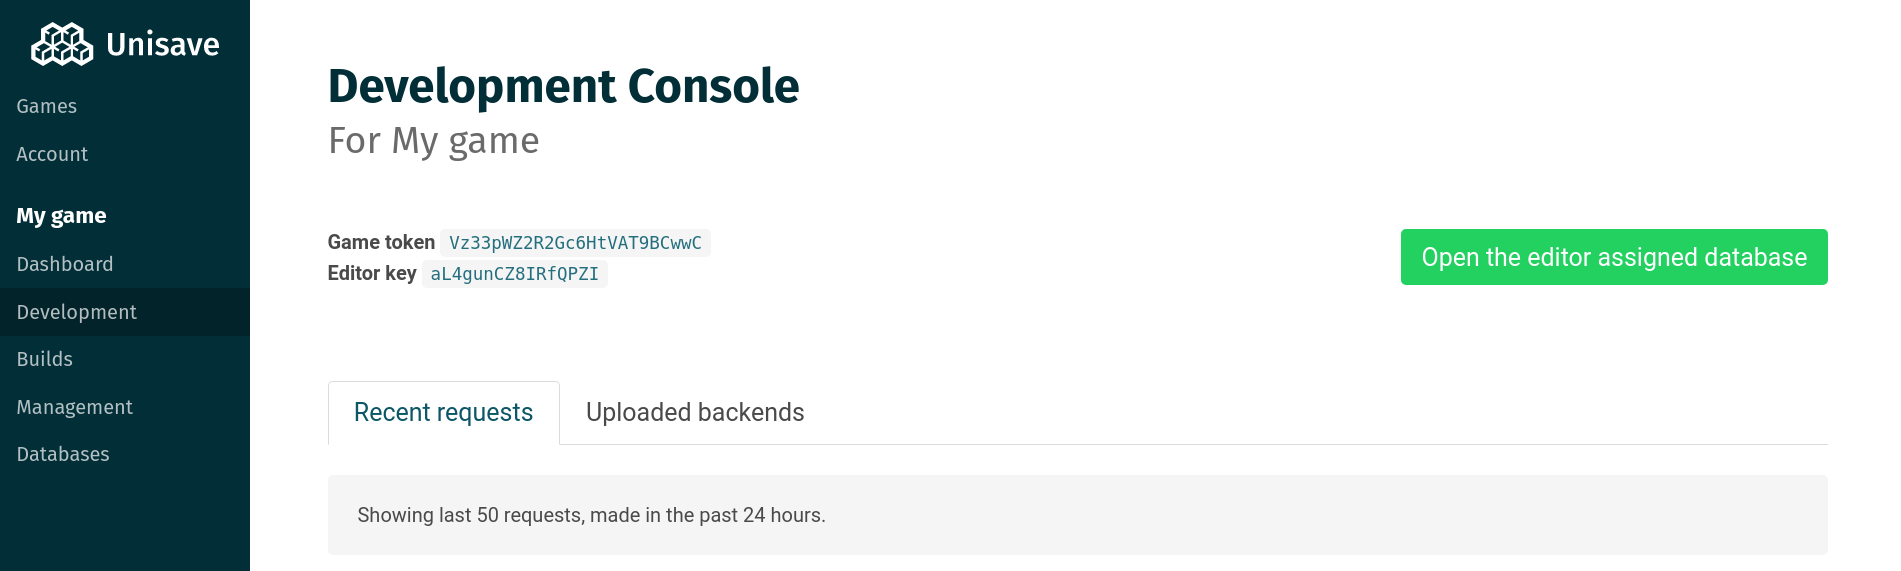 Unisave
Games
Account
My game
Dashboard
Development
Builds
Management
Databases
Development Console
For My game
Game token Vz33pWZ2R2Gc6HtVAT9BCwwC
Editor key aL4gunCZ8IRfQPZI
Open the editor assigned database
Recent requests
Uploaded backends
Showing last 50 requests, made in the past 24 hours.